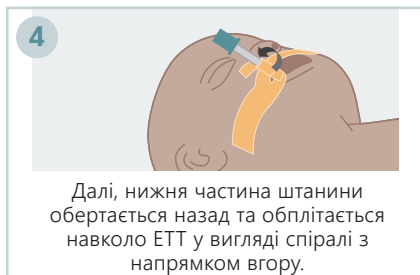 4
Далі, нижня частина штанини
обертається назад та обплітається
навколо ЕТТ у вигляді спіралі з
напрямком вгору.